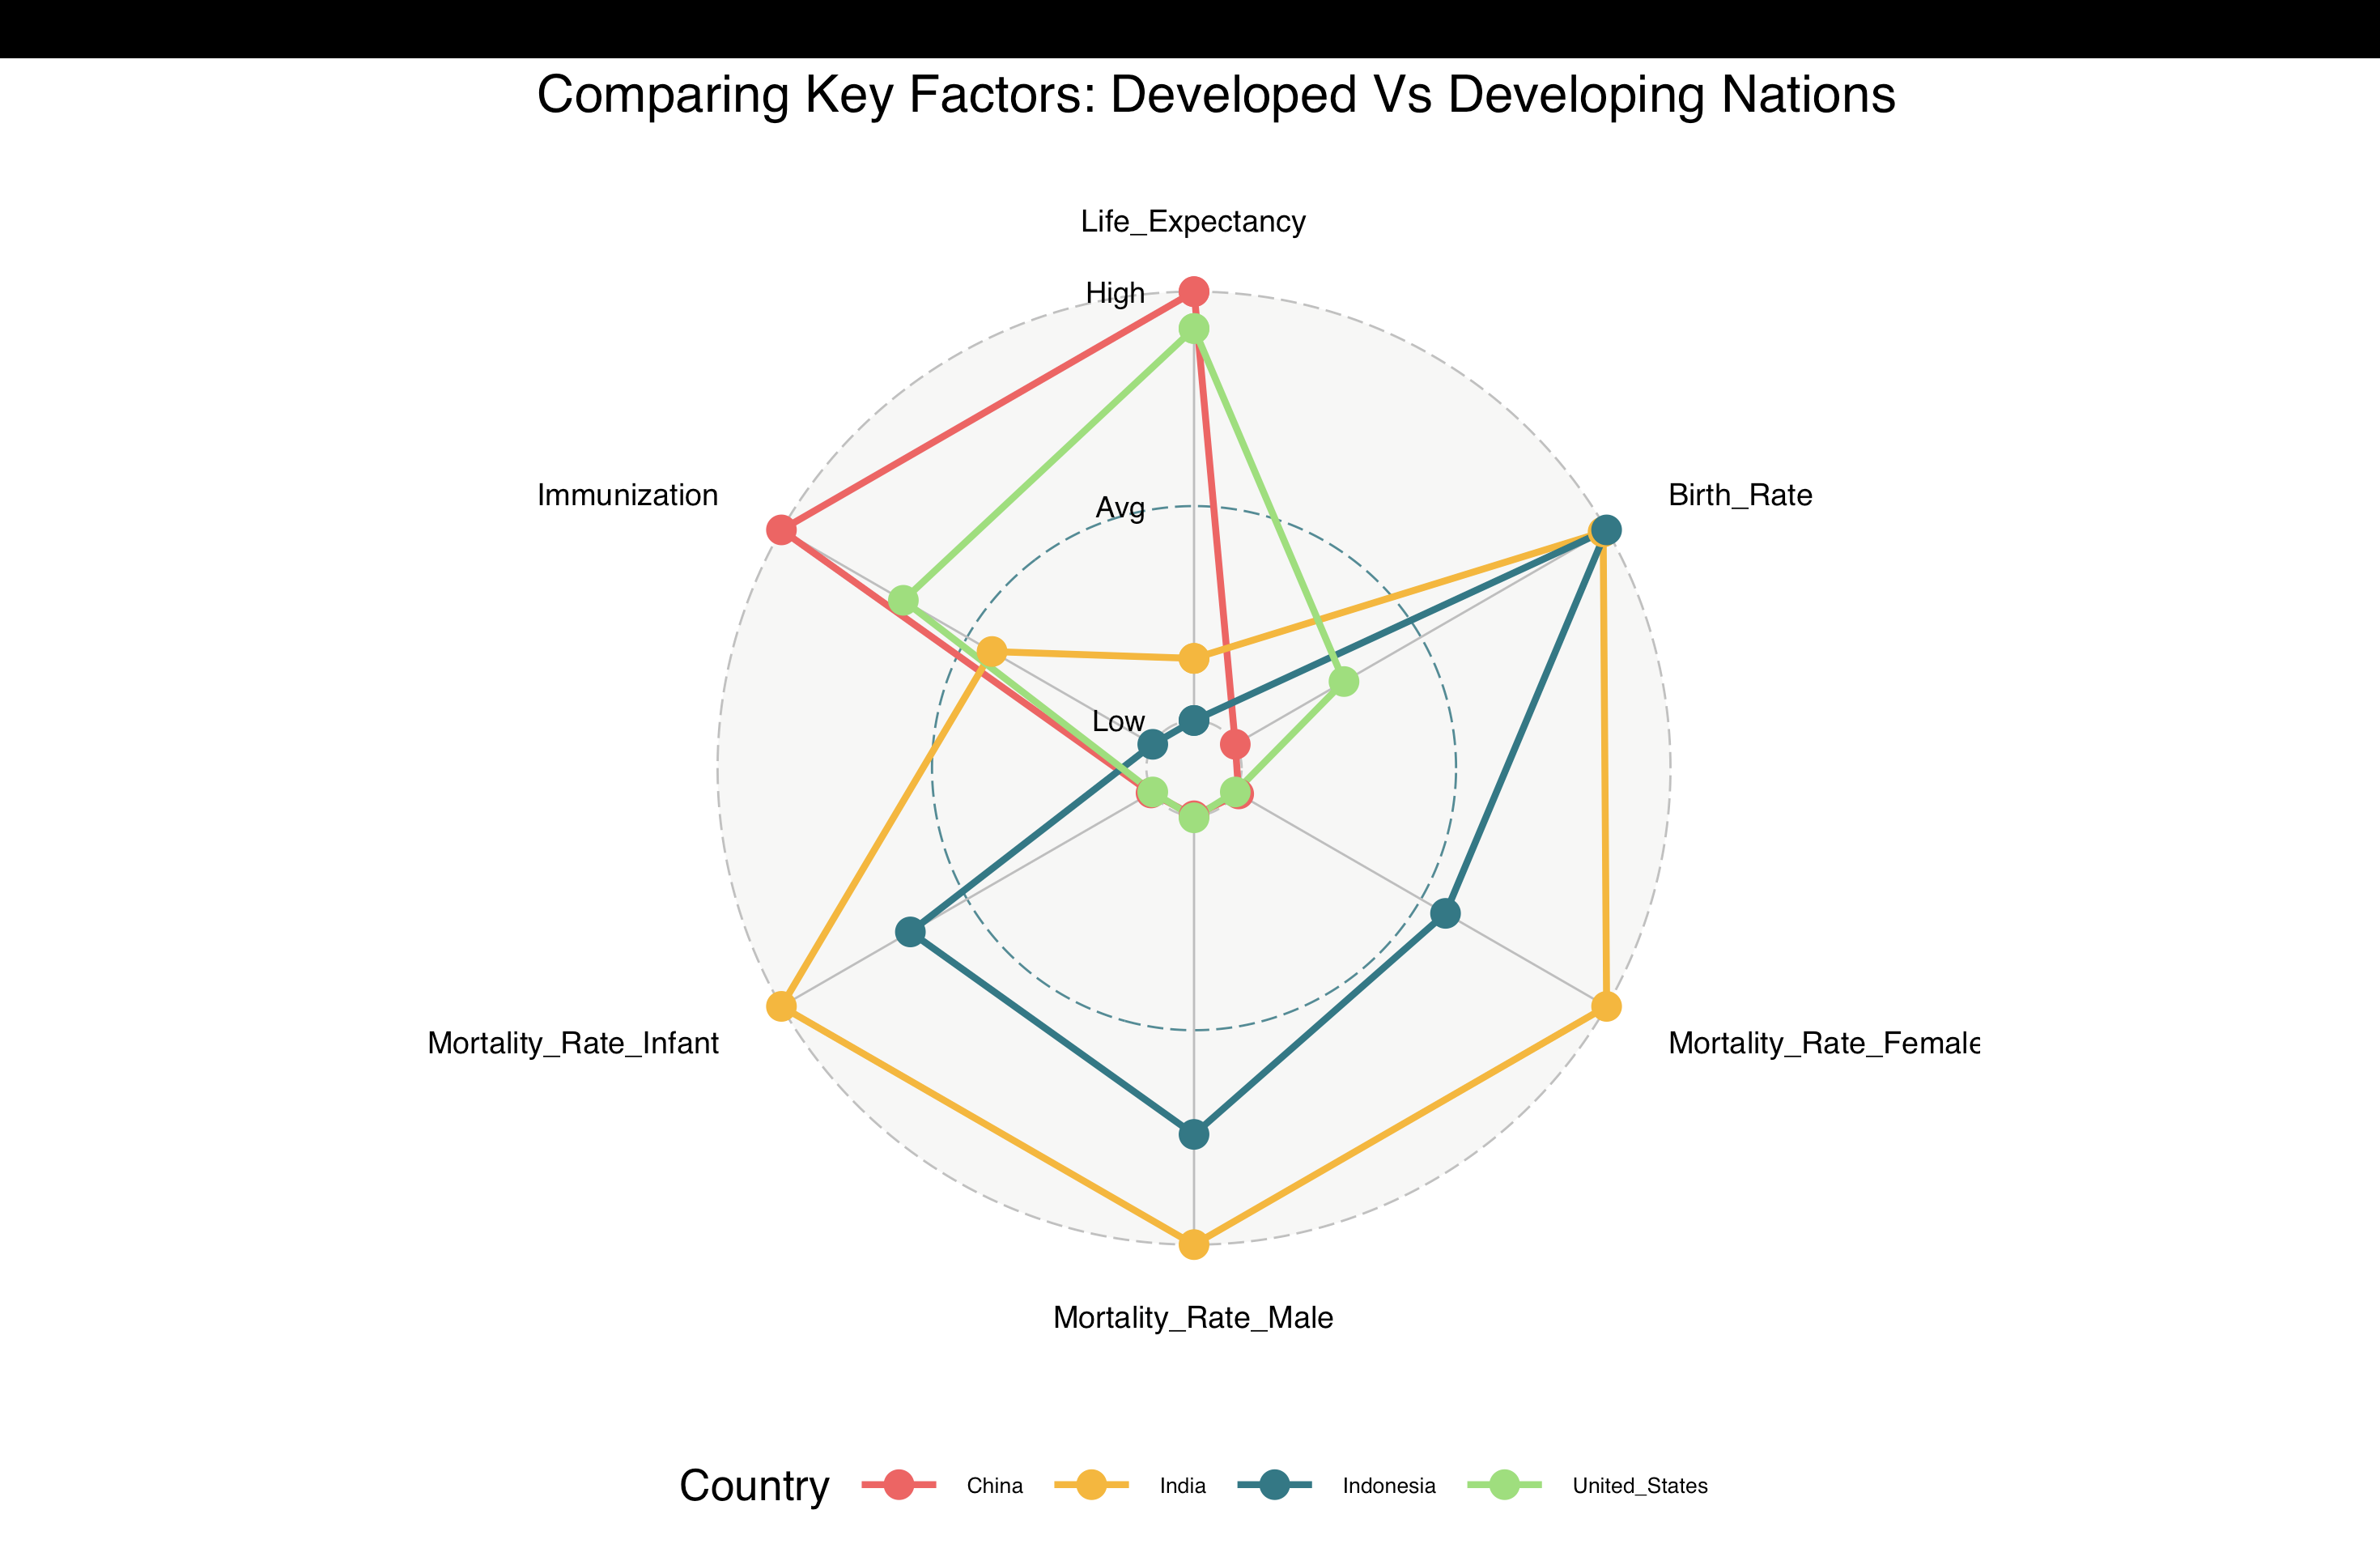 Comparing Key Factors: Developed Vs Developing Nations
Life_Expectancy
High
Immunization
Birth_Rate
Avg
Low
Mortality_Rate_Infant
Mortality_Rate_Female
Mortality_Rate_Male
Country China India Indonesia United_States